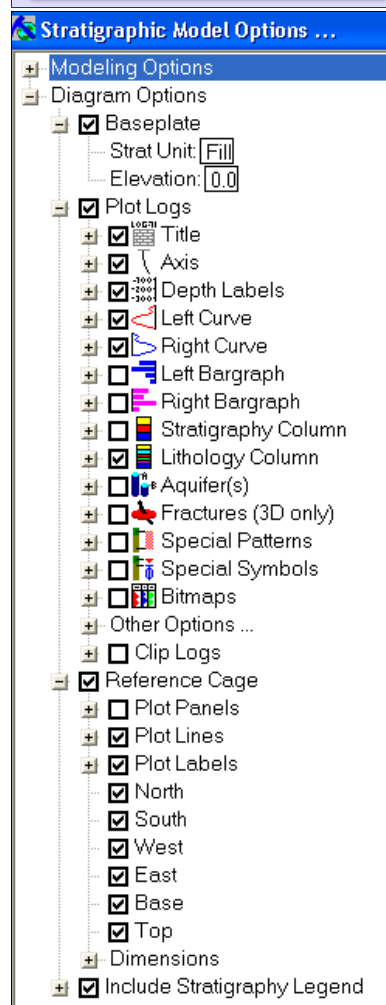 Stratigraphic Model Options ...
Modeling Options
Diagram Options
Baseplate
Strat Unit: Fill
Elevation: 0.0
Plot Logs
Title
Axis
Depth Labels
Left Curve
Right Curve
Left Bargraph
Right Bargraph
Stratigraphy Column
Lithology Column
Aquifer(s)
Fractures (3D only)
Special Patterns
Special Symbols
Bitmaps
Other Options ...
Clip Logs
Reference Cage
Plot Panels
Plot Lines
Plot Labels
North
South
West
East
Base
Top
Dimensions
Include Stratigraphy Legend